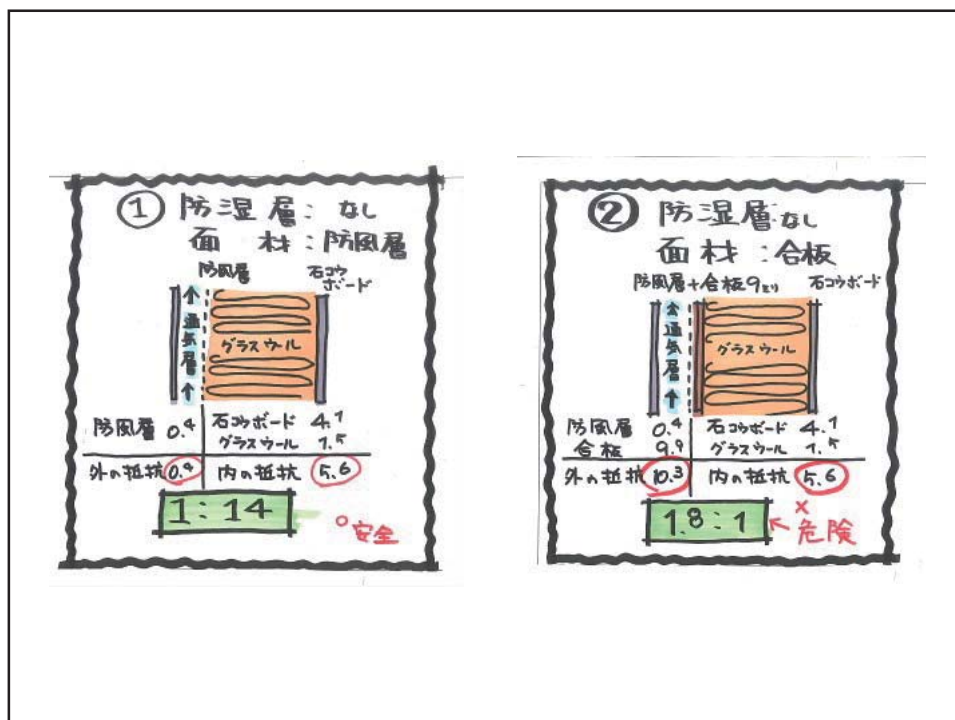 ① 防湿層: なし
面材: 防風層
防風層
石コウ
ボード
↑通気層↑
グラスウール
防風層 0.4
石コウボード 4.1
グラスウール 1.5
外の抵抗 0.4
内の抵抗 5.6
1:14
○安全
② 防湿層: なし
面材: 合板
防風層+合板9ミリ
石コウボード
↑通気層↑
グラスウール
防風層 0.4
石コウボード 4.1
合板 9.9
グラスウール 1.5
外の抵抗 10.3
内の抵抗 5.6
1.8:1
←×危険